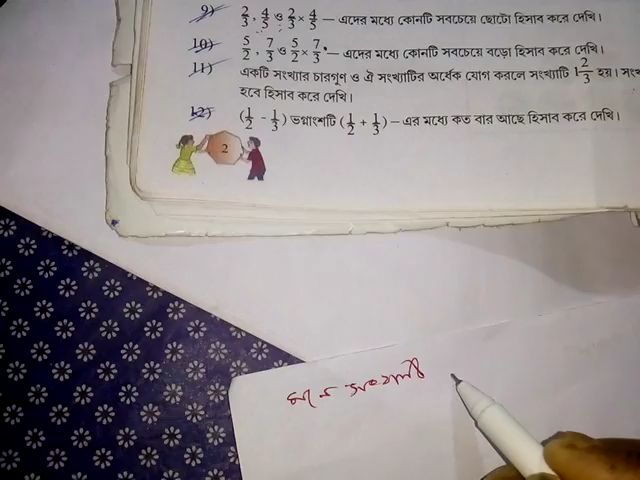 9) 2/3, 4/5 ও 2/3 × 4/5 — এদের মধ্যে কোনটি সবচেয়ে ছোটো হিসাব করে দেখি।
10) 5/2, 7/3 ও 5/2 × 7/3 — এদের মধ্যে কোনটি সবচেয়ে বড়ো হিসাব করে দেখি।
11) একটি সংখ্যার চারগুণ ও ঐ সংখ্যাটির অর্ধেক যোগ করলে সংখ্যাটি 1 2/3 হয়।
হবে হিসাব করে দেখি।
12) (1/2 - 1/3) ভগ্নাংশটি (1/2 + 1/3) – এর মধ্যে কত বার আছে হিসাব করে দেখি।
2